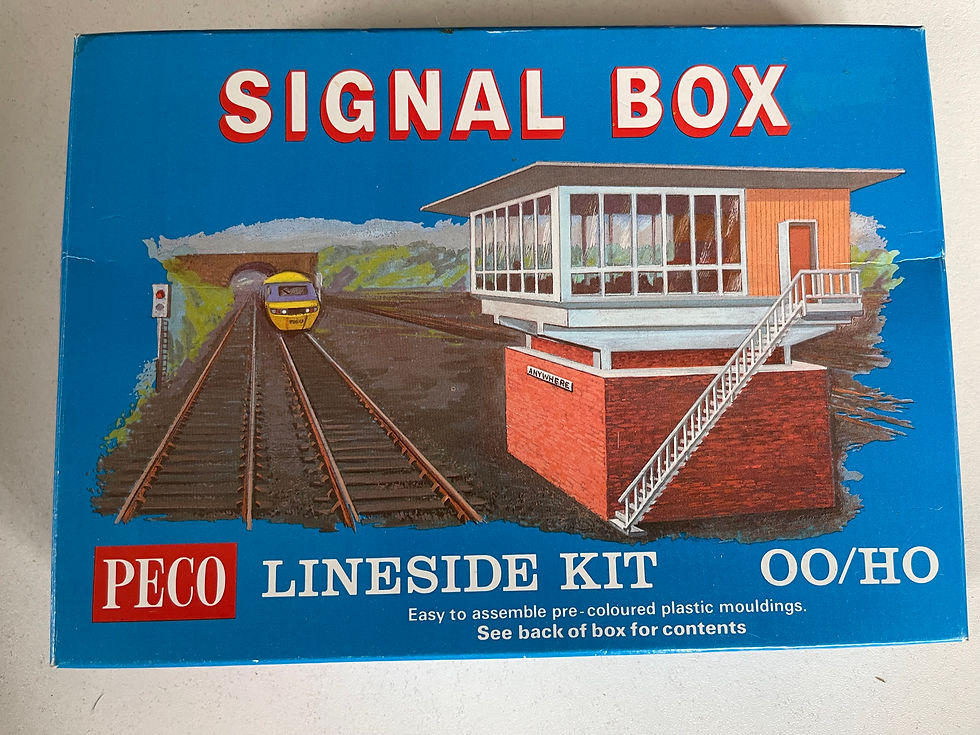 SIGNAL BOX
ANYWHERE
PECO LINESIDE KIT OO/HO
Easy to assemble pre-coloured plastic mouldings.
See back of box for contents